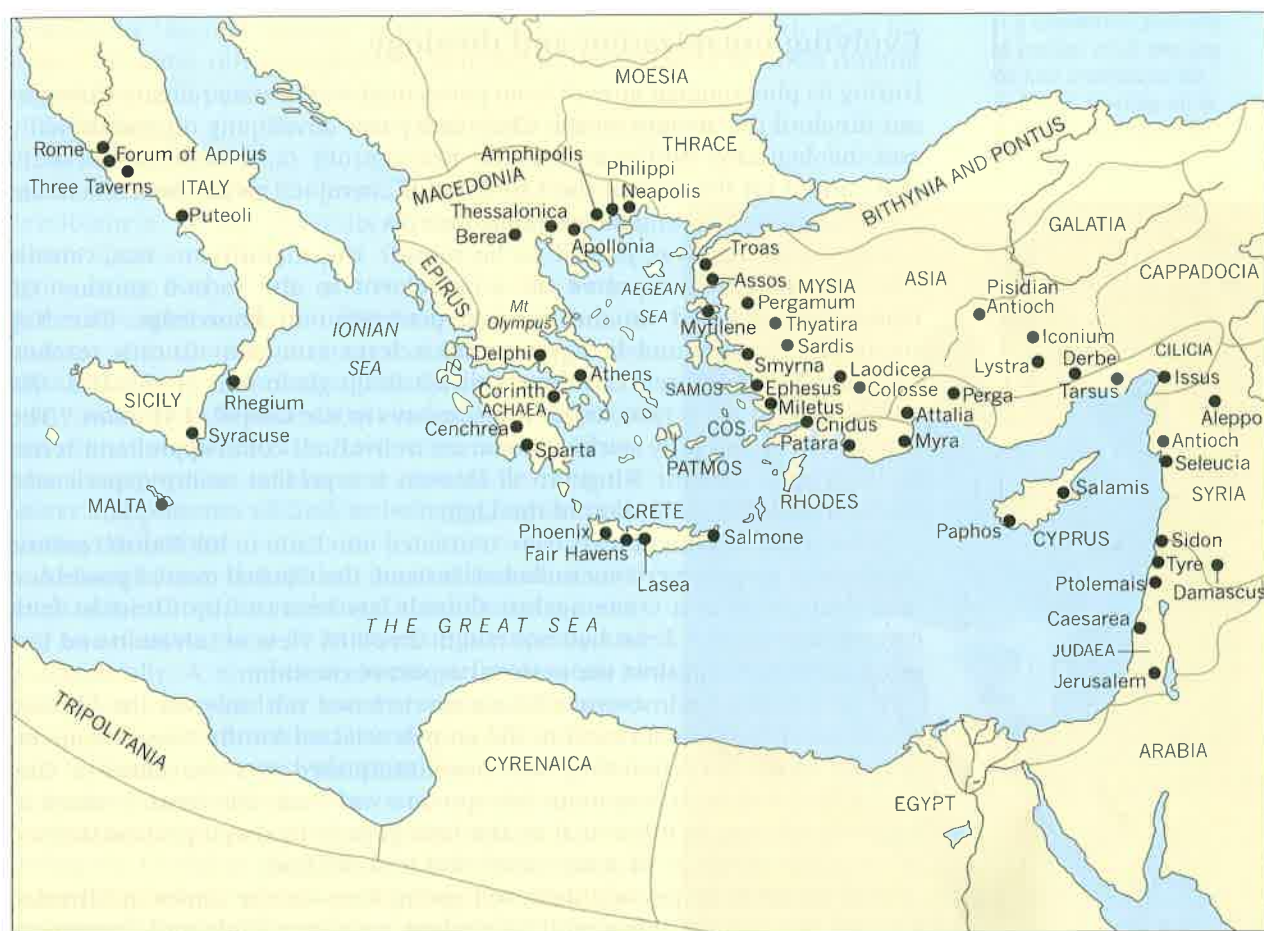 MOESIA
THRACE
Rome
Forum of Appius
Three Taverns
ITALY
Puteoli
Amphipolis
Philippi
Neapolis
MACEDONIA
Thessalonica
Berea
Apollonia
BITHYNIA AND PONTUS
GALATIA
CAPPADOCIA
EPIRUS
Troas
Assos
AEGEAN
SEA
MYSIA
ASIA
Pergamum
Pisidian
Antioch
Mt
Olympus
Mytilene
Thyatira
Sardis
Iconium
IONIAN
SEA
Delphi
Athens
Smyrna
Laodicea
Lystra
Derbe
CILICIA
Issus
SICILY
Rhegium
Corinth
ACHAEA
SAMOS
Ephesus
Colosse
Perga
Tarsus
Aleppo
Syracuse
Cenchrea
Miletus
Attalia
COS
Cnidus
Sparta
PATMOS
Patara
Myra
Antioch
Seleucia
MALTA
RHODES
Salamis
SYRIA
CRETE
Phoenix
Fair Havens
Salmone
Paphos
CYPRUS
Sidon
Tyre
Lasea
Ptolemais
Damascus
THE GREAT SEA
Caesarea
JUDAEA
Jerusalem
TRIPOLITANIA
CYRENAICA
EGYPT
ARABIA